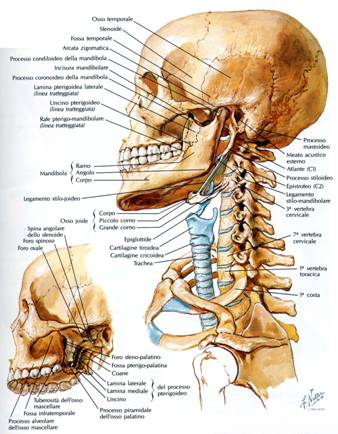 Osso temporale
Sfenoide
Fossa temporale
Arcata zigomatica
Processo condiloideo della mandibola
Incisura mandibolare
Processo coronoideo della mandibola
Lamina pterigoidea laterale
(linea tratteggiata)
Uncino pterigoideo
(linea tratteggiata)
Rafe pterigo-mandibolare
(linea tratteggiata)
Mandibola
Ramo
Angolo
Corpo
Legamento stilo-joideo
Osso joide
Corpo
Piccolo corno
Grande corno
Epiglottide
Cartilagine tiroidea
Cartilagine cricoidea
Trachea
Processo
mastoideo
Meato acustico
esterno
Atlante (C1)
Processo stiloideo
Epistrofeo (C2)
Legamento
stilo-mandibolare
3ª vertebra
cervicale
7ª vertebra
cervicale
1ª vertebra
toracica
1ª costa
Spina angolare
dello sfenoide
Foro spinoso
Foro ovale
Foro sfeno-palatino
Fossa pterigo-palatina
Coane
Lamina laterale
Lamina mediale
Uncino
del processo
pterigoideo
Processo piramidale
dell'osso palatino
Tuberosità dell'osso
mascellare
Fossa infratemporale
Processo alveolare
dell'osso mascellare